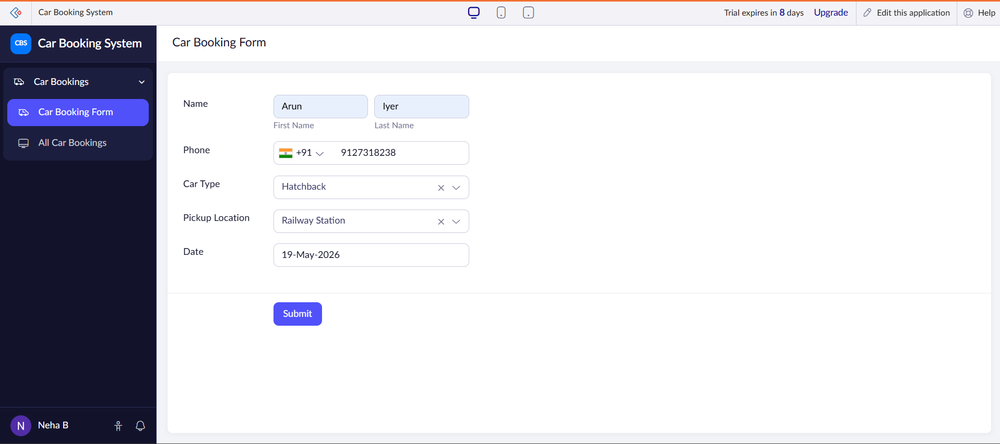 Car Booking System
Trial expires in 8 days Upgrade Edit this application Help
CBS Car Booking System
Car Booking Form
Car Bookings
Car Booking Form
All Car Bookings
Name Arun Iyer
First Name Last Name
Phone +91 9127318238
Car Type Hatchback
Pickup Location Railway Station
Date 19-May-2026
Submit
N Neha B